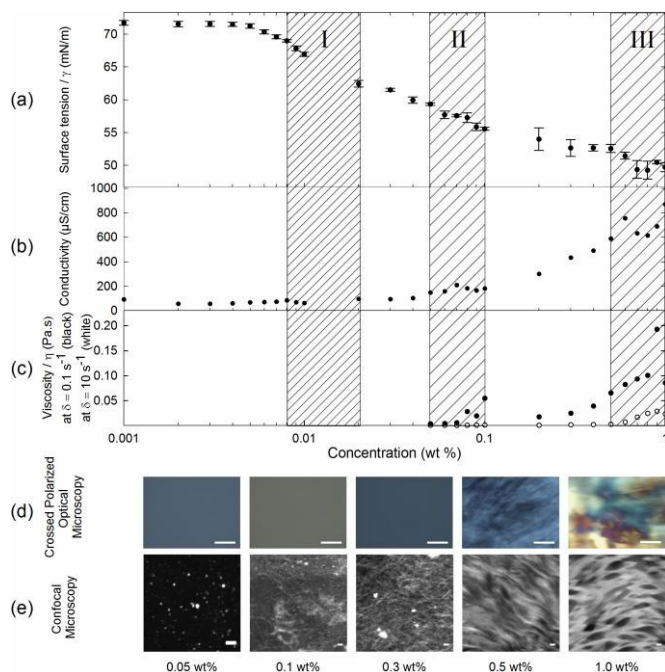 (a)
Surface tension / γ (mN/m)
70
65
60
55
50
I
II
III
(b)
Conductivity (μS/cm)
1000
800
600
400
200
0
(c)
Viscosity / η (Pa.s)
at δ = 0.1 s⁻¹ (black)
at δ = 10 s⁻¹ (white)
0.20
0.15
0.10
0.05
0.001
0.01
0.1
1
Concentration (wt %)
(d)
Crossed Polarized
Optical
Microscopy
(e)
Confocal
Microscopy
0.05 wt%
0.1 wt%
0.3 wt%
0.5 wt%
1.0 wt%